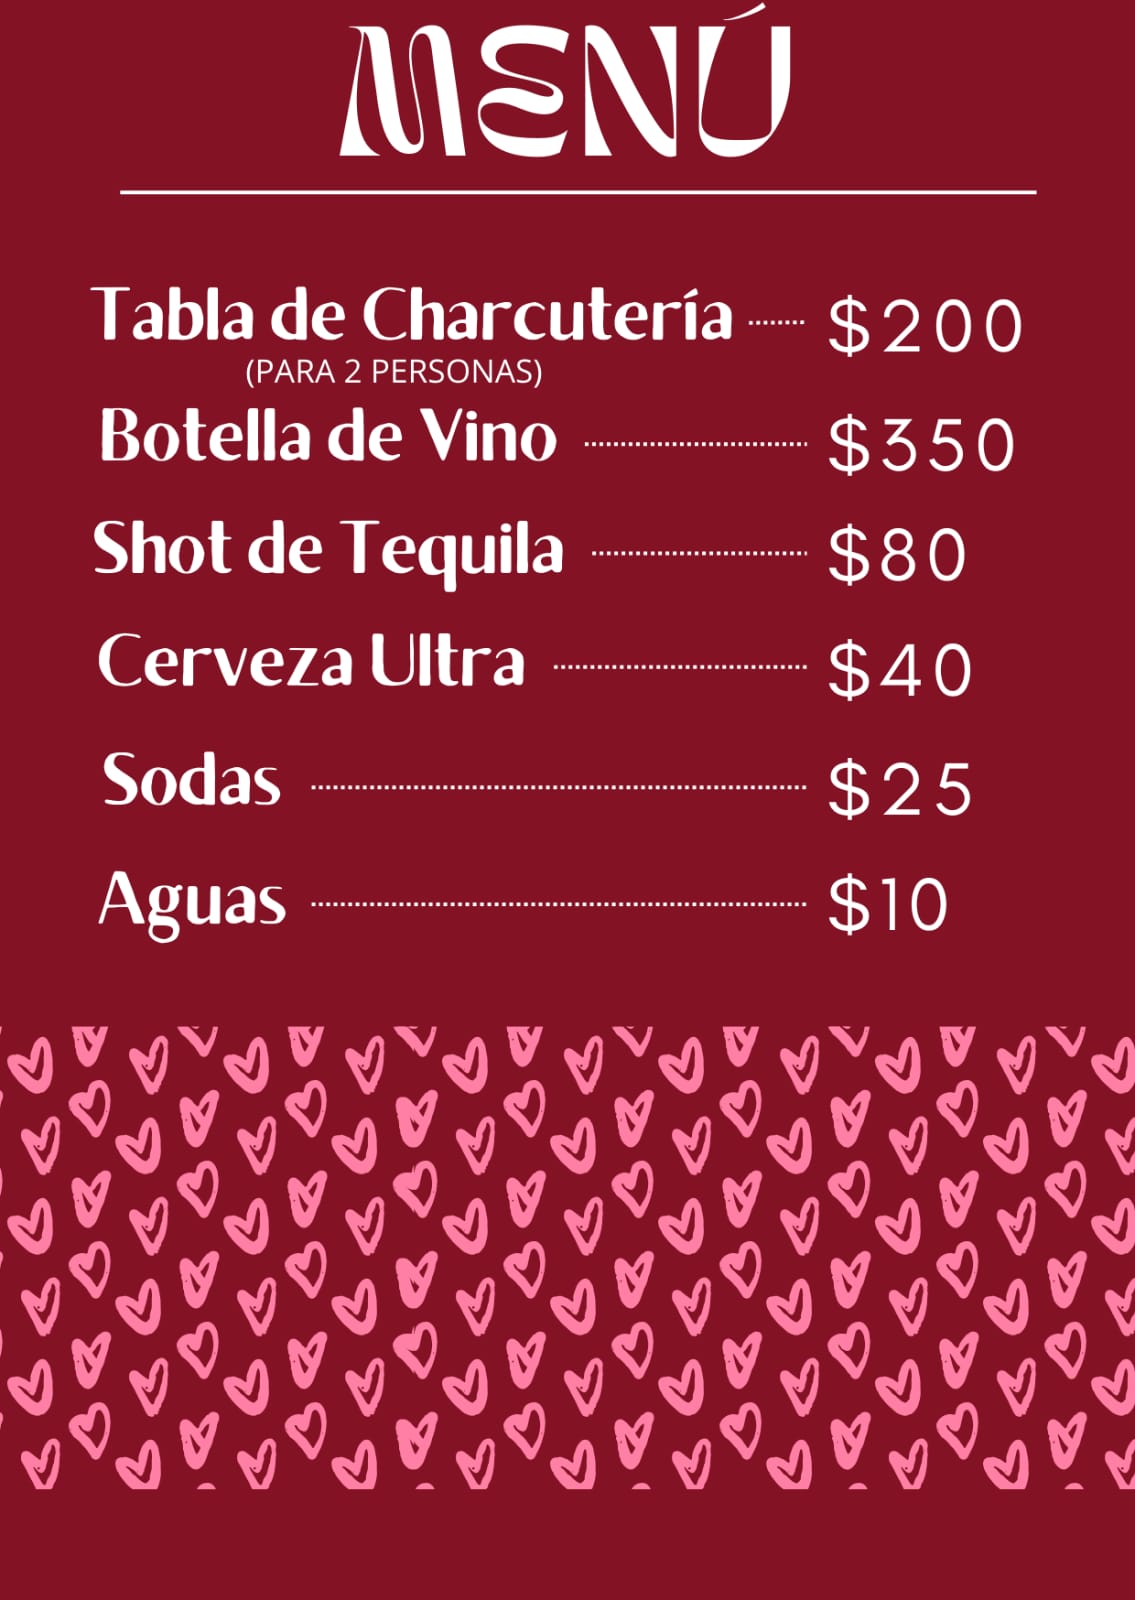 MENÚ
Tabla de Charcutería ........ $200
(PARA 2 PERSONAS)
Botella de Vino ........ $350
Shot de Tequila ........ $80
Cerveza Ultra ........ $40
Sodas ........ $25
Aguas ........ $10